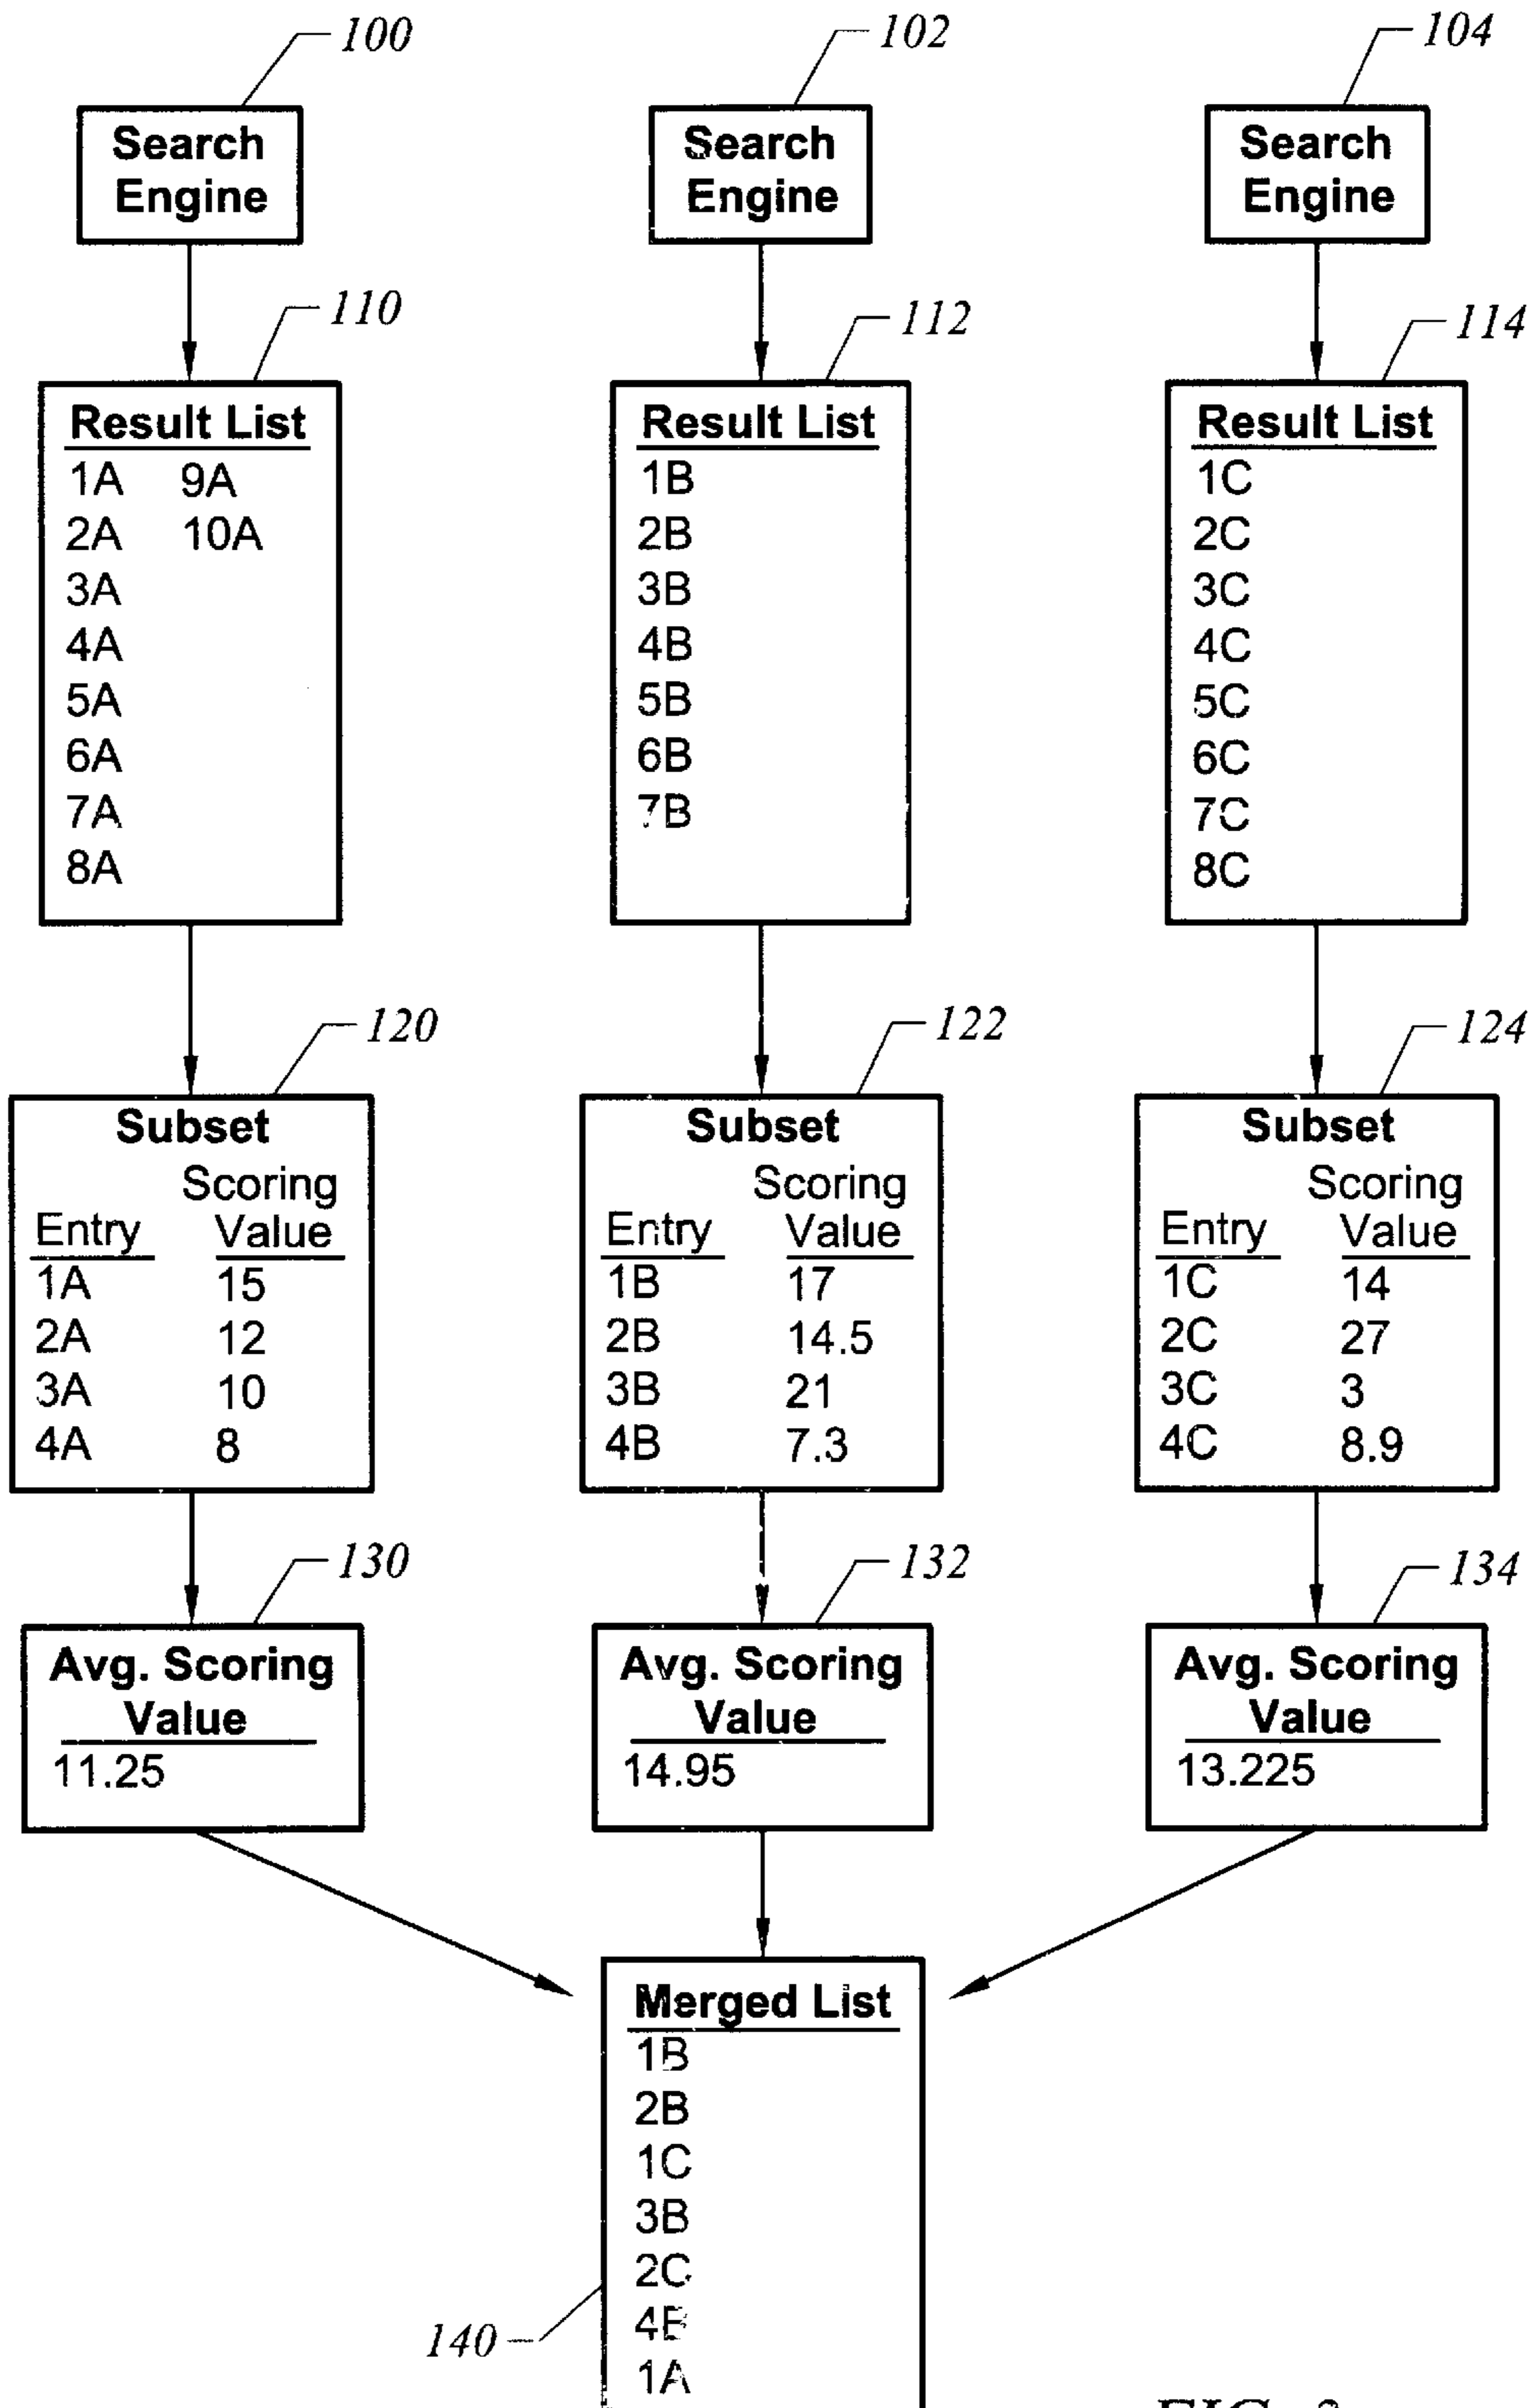 100
102
104
Search
Engine
Search
Engine
Search
Engine
110
112
114
Result List
1A 9A
2A 10A
3A
4A
5A
6A
7A
8A
Result List
1B
2B
3B
4B
5B
6B
7B
Result List
1C
2C
3C
4C
5C
6C
7C
8C
120
122
124
Subset
Scoring
Entry Value
1A 15
2A 12
3A 10
4A 8
Subset
Scoring
Entry Value
1B 17
2B 14.5
3B 21
4B 7.3
Subset
Scoring
Entry Value
1C 14
2C 27
3C 3
4C 8.9
130
132
134
Avg. Scoring
Value
11.25
Avg. Scoring
Value
14.95
Avg. Scoring
Value
13.225
Merged List
1B
2B
1C
3B
2C
4B
1A
140